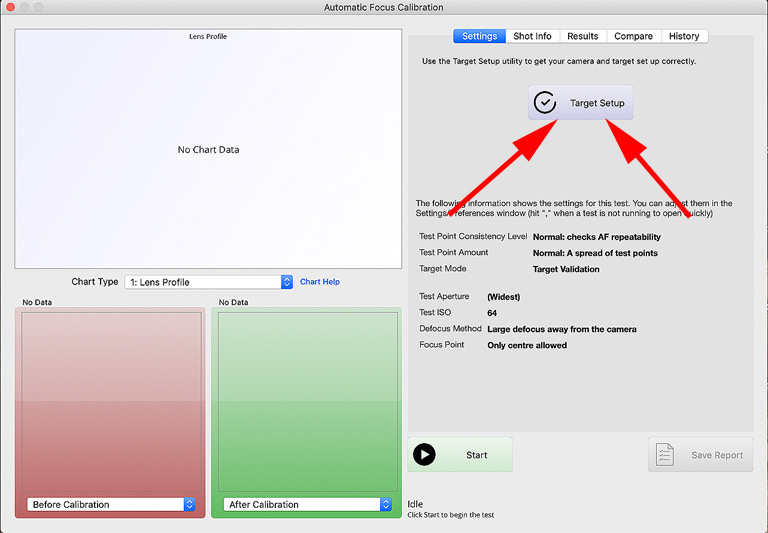 Automatic Focus Calibration
Lens Profile
No Chart Data
Chart Type 1: Lens Profile Chart Help
No Data
Before Calibration
No Data
After Calibration
Settings Shot Info Results Compare History
Use the Target Setup utility to get your camera and target set up correctly.
Target Setup
The following information shows the settings for this test. You can adjust them in the
Settings/Preferences window (hit "," when a test is not running to open quickly)
Test Point Consistency Level Normal: checks AF repeatability
Test Point Amount Normal: A spread of test points
Target Mode Target Validation
Test Aperture (Widest)
Test ISO 64
Defocus Method Large defocus away from the camera
Focus Point Only centre allowed
Start
Save Report
Idle
Click Start to begin the test